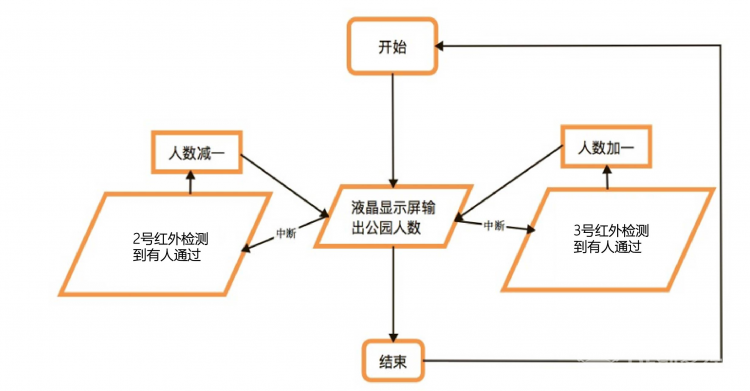 开始
人数减一
人数加一
液晶显示屏输
出公园人数
2号红外检测
到有人通过
中断
中断
3号红外检测
到有人通过
结束